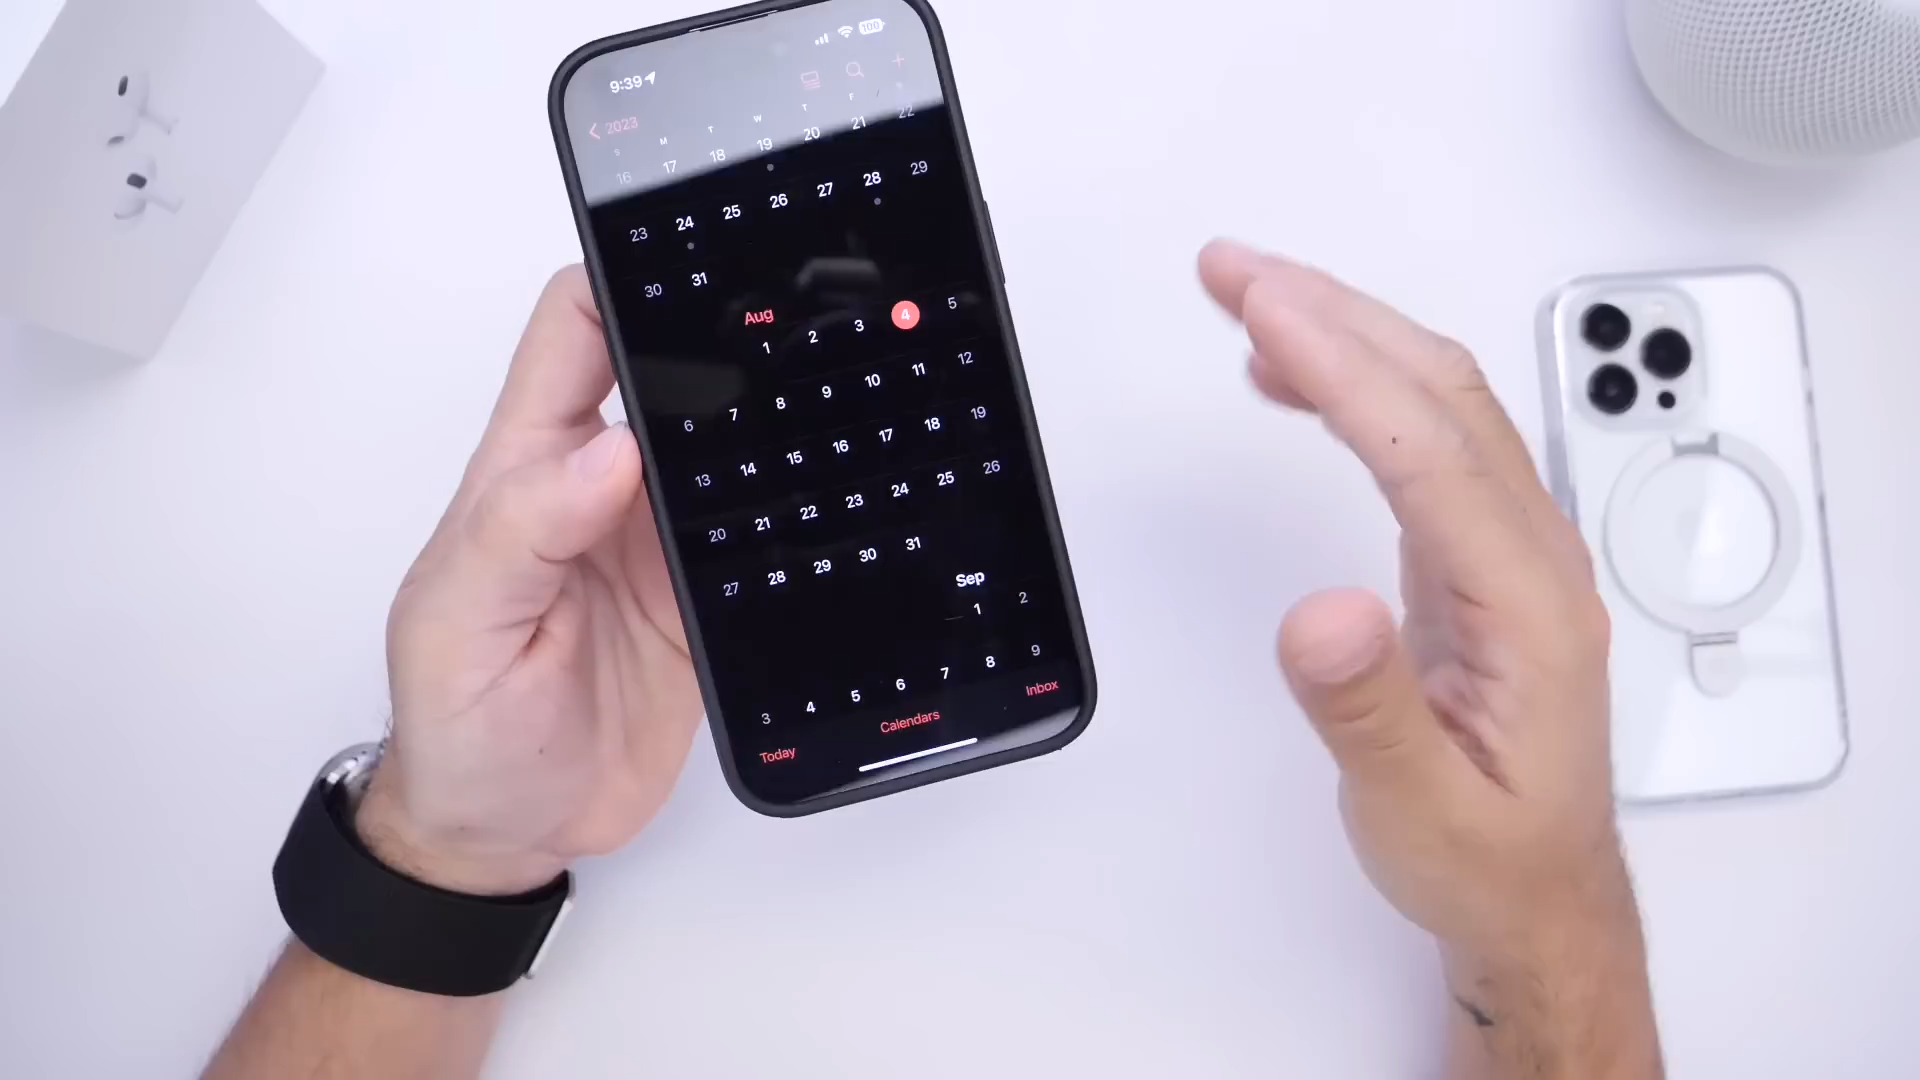 9:39 100
2023
S M T W T F S
16 17 18 19 20 21 22
23 24 25 26 27 28 29
30 31
Aug
1 2 3 4 5
6 7 8 9 10 11 12
13 14 15 16 17 18 19
20 21 22 23 24 25 26
27 28 29 30 31
Sep
1 2
3 4 5 6 7 8 9
Today Calendars Inbox